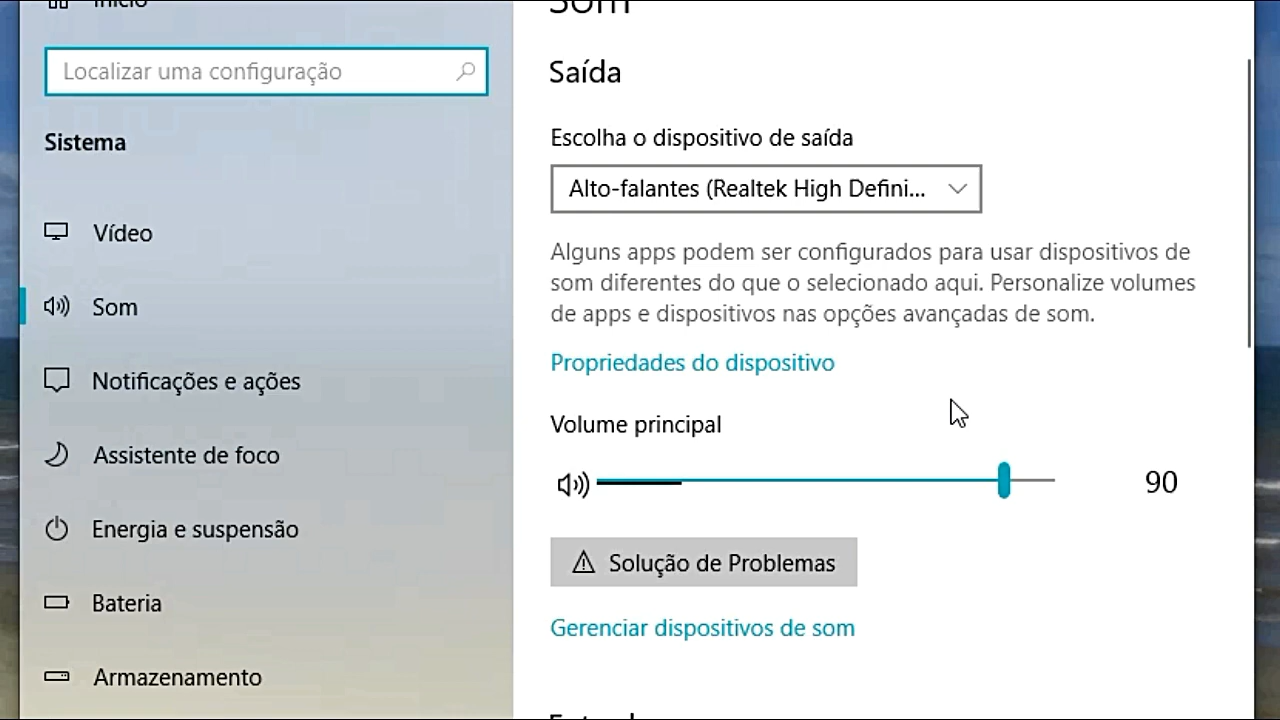 Início
Localizar uma configuração
Sistema
Vídeo
Som
Notificações e ações
Assistente de foco
Energia e suspensão
Bateria
Armazenamento
Som
Saída
Escolha o dispositivo de saída
Alto-falantes (Realtek High Defini...
Alguns apps podem ser configurados para usar dispositivos de
som diferentes do que o selecionado aqui. Personalize volumes
de apps e dispositivos nas opções avançadas de som.
Propriedades do dispositivo
Volume principal
90
Solução de Problemas
Gerenciar dispositivos de som